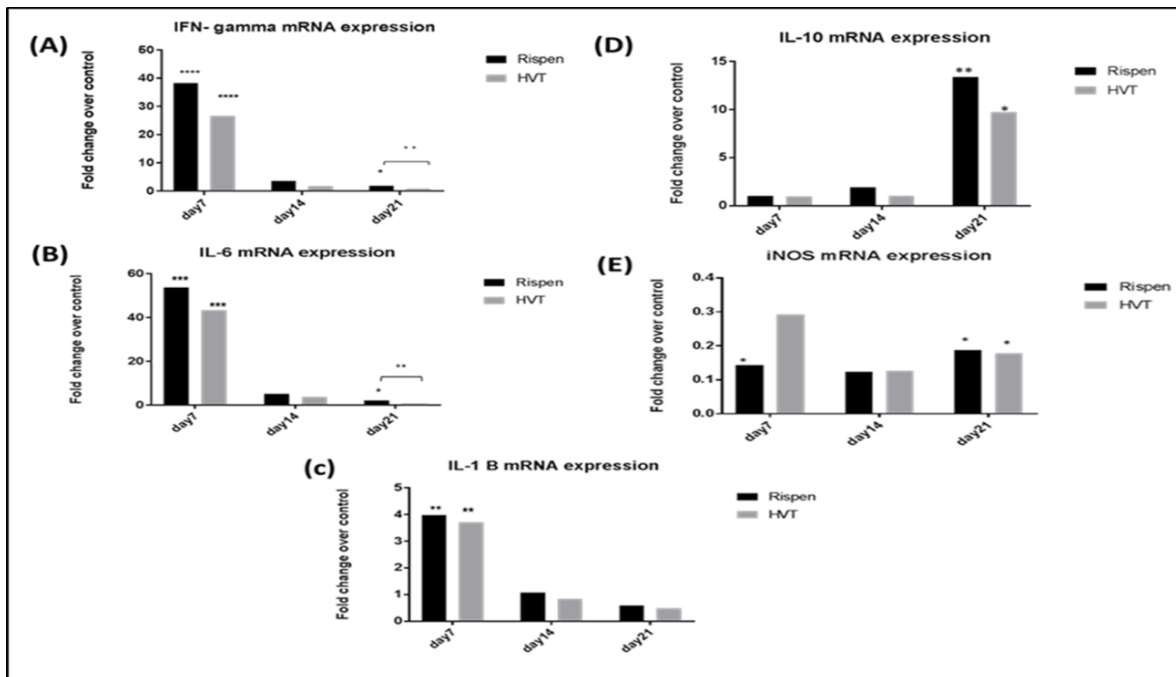 (A)
IFN- gamma mRNA expression
Fold change over control
60
40
30
20
10
0
****
****
*
**
day7
day14
day21
Rispen
HVT
(B)
IL-6 mRNA expression
Fold change over control
60
40
20
0
***
***
*
**
day7
day14
day21
Rispen
HVT
(c)
IL-1 B mRNA expression
Fold change over control
5
4
3
2
1
0
**
**
day7
day14
day21
Rispen
HVT
(D)
IL-10 mRNA expression
Fold change over control
15
10
5
0
**
*
day7
day14
day21
Rispen
HVT
(E)
iNOS mRNA expression
Fold change over control
0.4
0.3
0.2
0.1
0.0
*
*
*
day7
day14
day21
Rispen
HVT